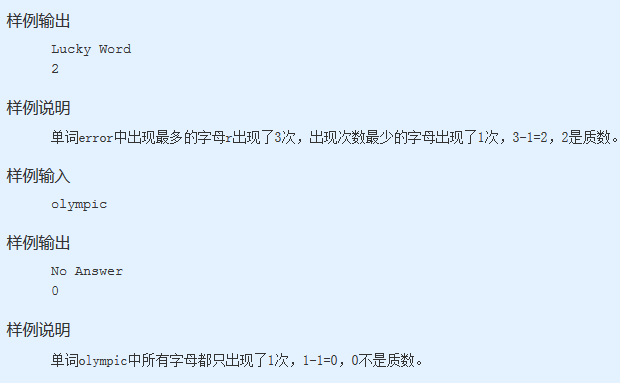 样例输出
Lucky Word
2
样例说明
单词error中出现最多的字母r出现了3次，出现次数最少的字母出现了1次，3-1=2，2是质数。
样例输入
olympic
样例输出
No Answer
0
样例说明
单词olympic中所有字母都只出现了1次，1-1=0，0不是质数。